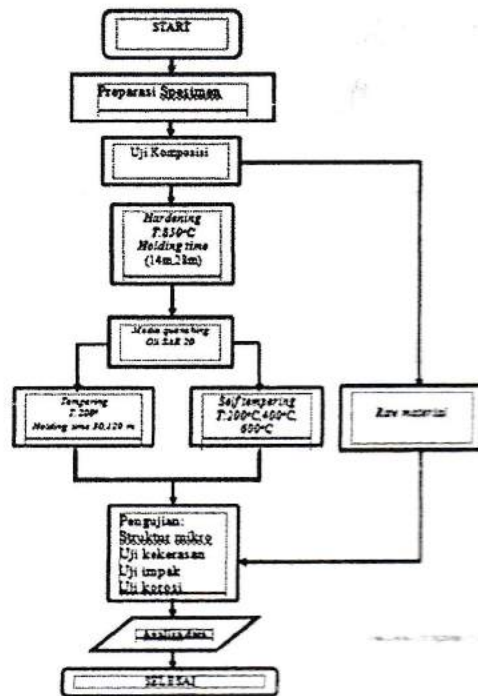 START
Preparasi Spesimen
Uji Komposisi
Hardening
T:850°C
Holding time
(14m,28m)
Media quenching
Oli SAE 20
Tempering
T: 200°
Holding time 30,120 m
Self tempering
T:200°C,400°C,
600°C
Raw material
Pengujian:
Struktur mikro
Uji kekerasan
Uji impak
Uji korosi
Analisa data
SELESAI